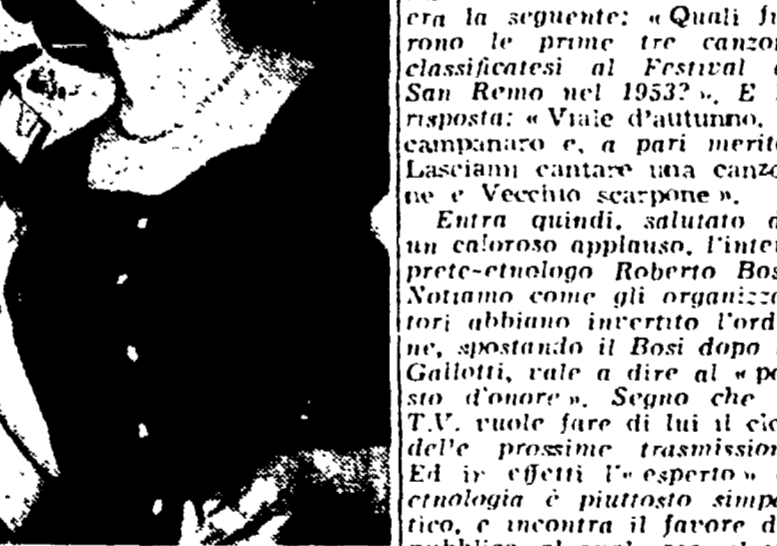 era la seguente: « Quali fu
rono le prime tre canzon
classificatesi al Festival
San Remo nel 1953? ». E
risposta: « Viale d'autunno,
campanaro e, a pari merito
Lasciami cantare una canzo
ne e Vecchio scarpone ».
Entra quindi, salutato d
un caloroso applauso, l'inter
prete-etnologo Roberto Bos
Notiamo come gli organizza
tori abbiano invertito l'ordi
ne, spostando il Bosi dopo
Gallotti, vale a dire al « po
sto d'onore ». Segno che
T.V. vuole fare di lui il clo
delle prossime trasmission
Ed in effetti l'« esperto »
etnologia è piuttosto simpa
tico, e incontra il favore d